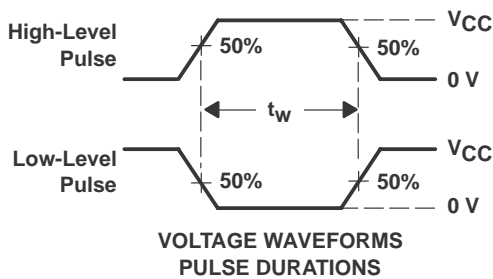 High-Level
Pulse
50%
50%
VCC
0 V
tw
Low-Level
Pulse
50%
50%
VCC
0 V
VOLTAGE WAVEFORMS
PULSE DURATIONS